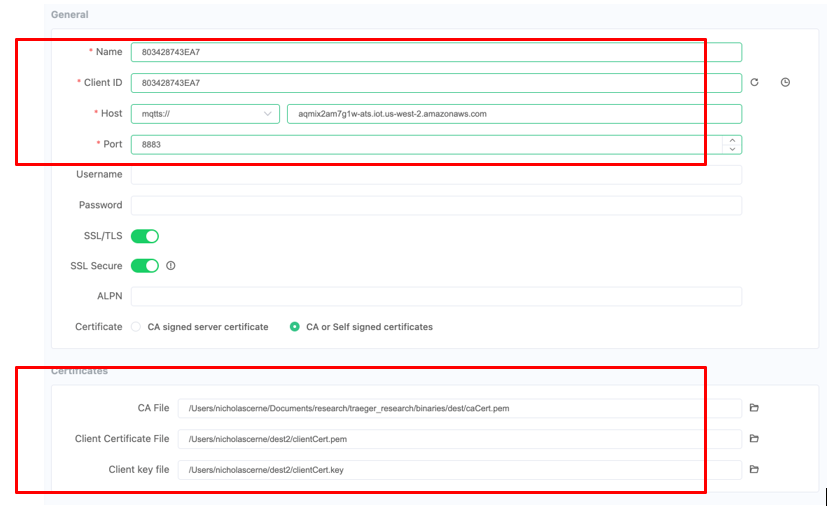 General
* Name 803428743EA7
* Client ID 803428743EA7
* Host mqtts:// aqmix2am7g1w-ats.iot.us-west-2.amazonaws.com
* Port 8883
Username
Password
SSL/TLS
SSL Secure
ALPN
Certificate CA signed server certificate CA or Self signed certificates
Certificates
CA File /Users/nicholascerne/Documents/research/traeger_research/binaries/dest/caCert.pem
Client Certificate File /Users/nicholascerne/dest2/clientCert.pem
Client key file /Users/nicholascerne/dest2/clientCert.key